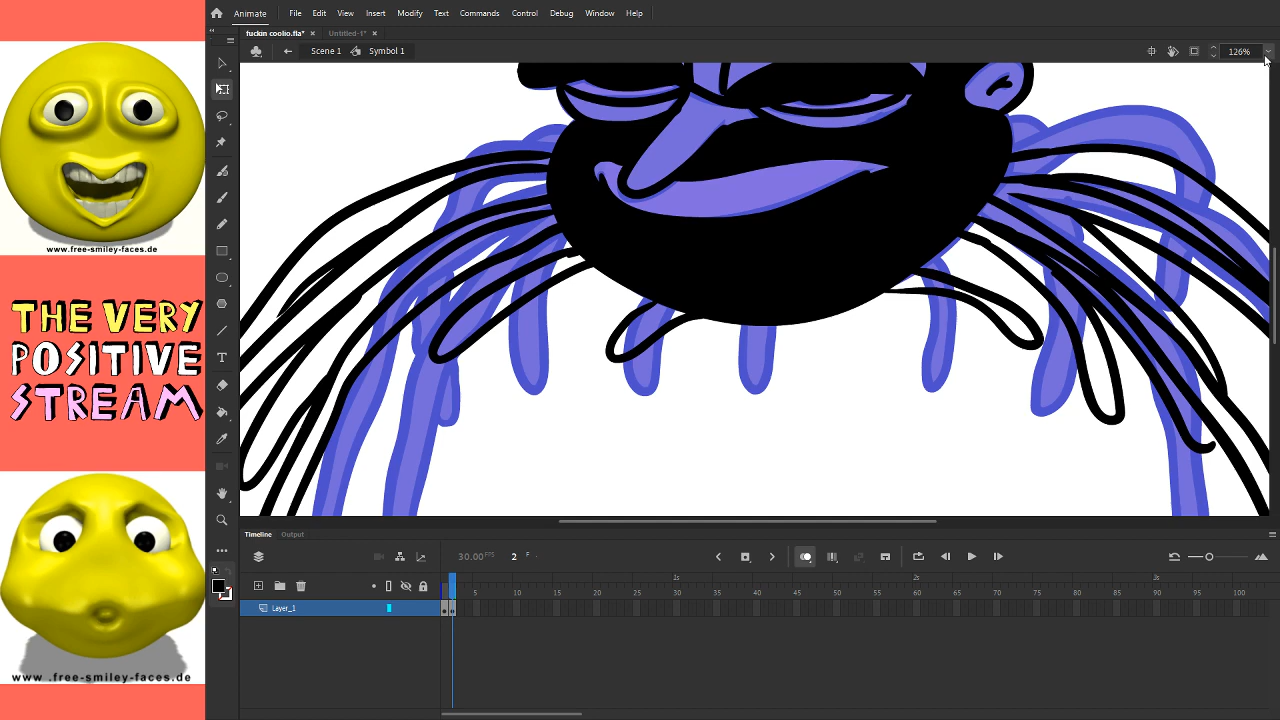 www.free-smiley-faces.de
THE VERY
POSITIVE
STREAM
www .free-smiley-faces.de
Animate File Edit View Insert Modify Text Commands Control Debug Window Help
fuckin coolio.fla* Untitled-1*
Scene 1 Symbol 1 126%
Timeline Output
30.00 FPS 2 F
1s 2s 3s
5 10 15 20 25 30 35 40 45 50 55 60 65 70 75 80 85 90 95 100
Layer_1